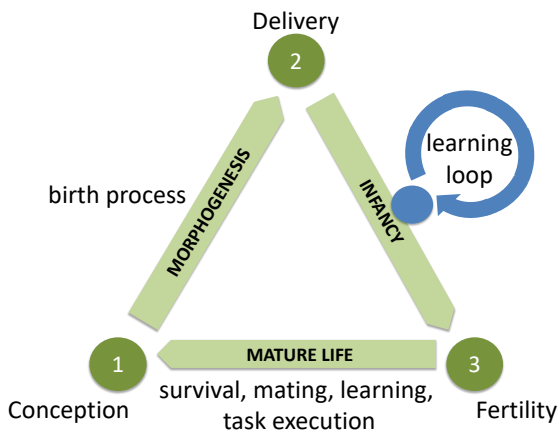 Delivery
2
learning
loop
birth process
MORPHOGENESIS
INFANCY
1
MATURE LIFE
3
survival, mating, learning,
task execution
Conception
Fertility